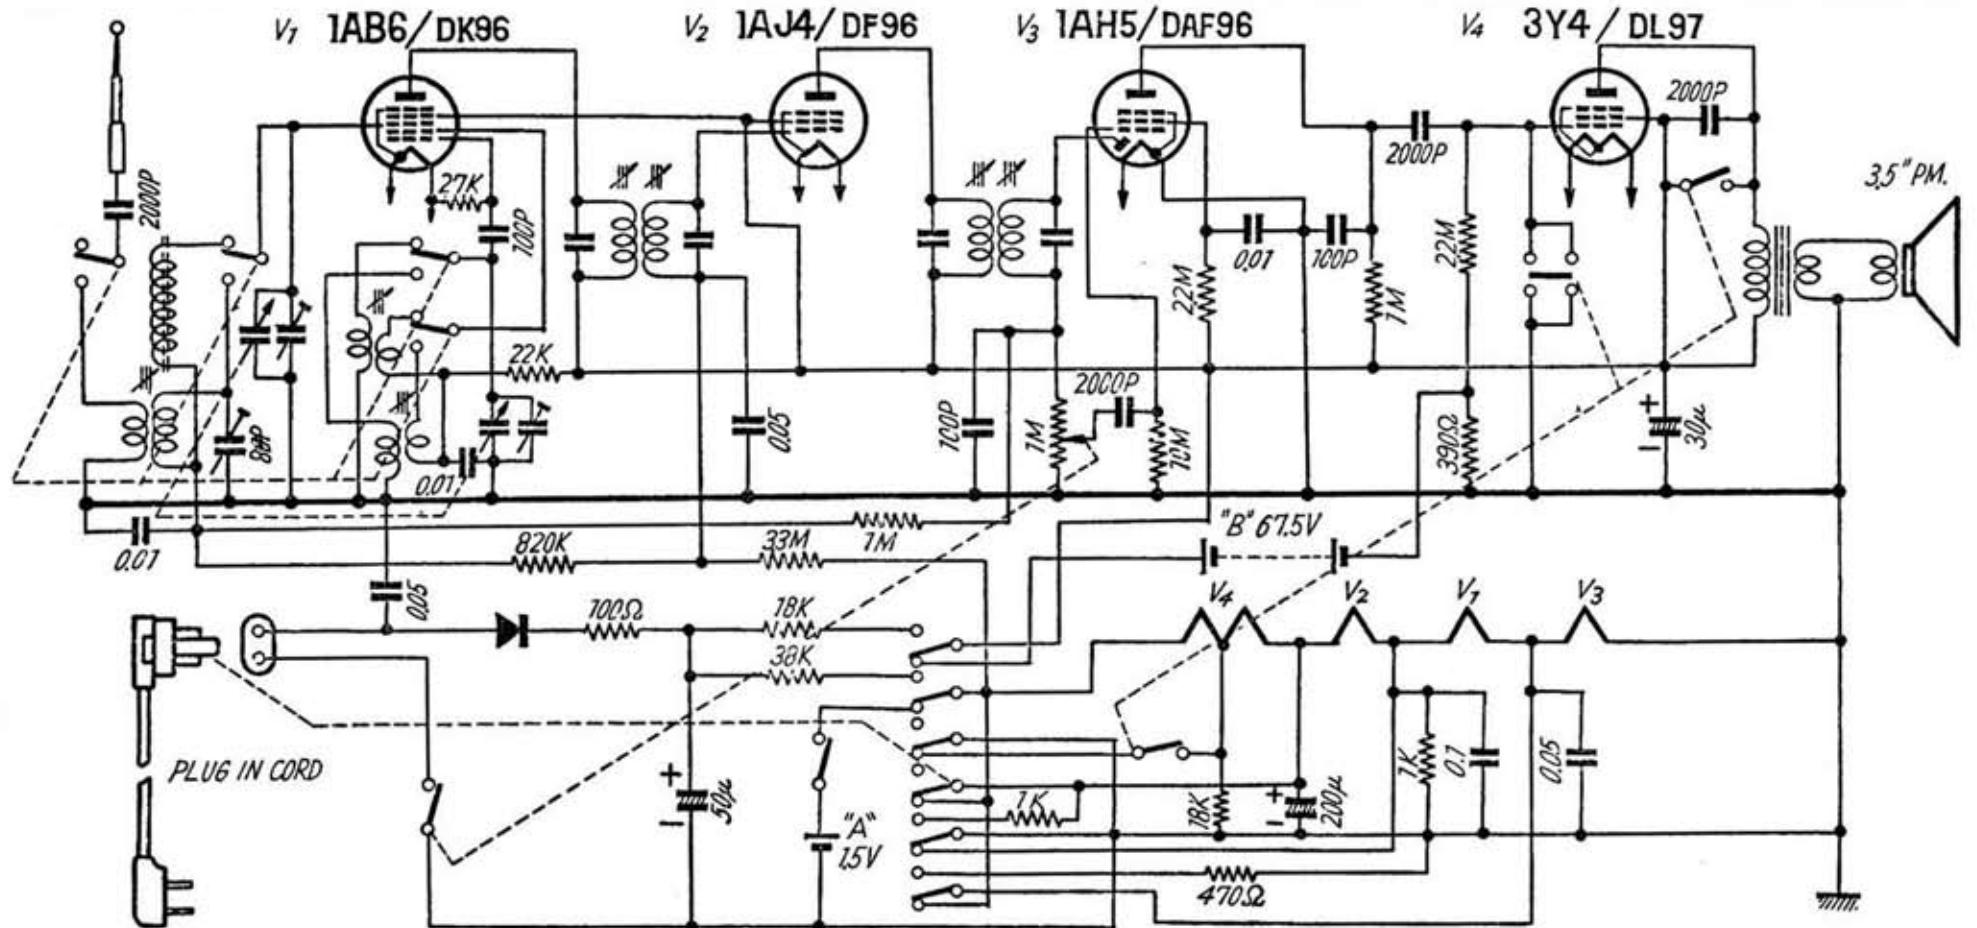 V1 1AB6/DK96
V2 1AJ4/DF96
V3 1AH5/DAF96
V4 3Y4/DL97
2000P
2000P
27K
100P
2000P
3,5" PM.
22M
0.01
100P
1M
22M
22K
8P
0.01
0.05
100P
1M
2000P
10M
390Ω
+
30μ
−
0.01
820K
33M
1M
"B" 67.5V
0.05
100Ω
18K
38K
V4
V2
V1
V3
PLUG IN CORD
+
50μ
−
"A"
1,5V
1K
18K
+
−
200μ
1K
0.1
0.05
470Ω